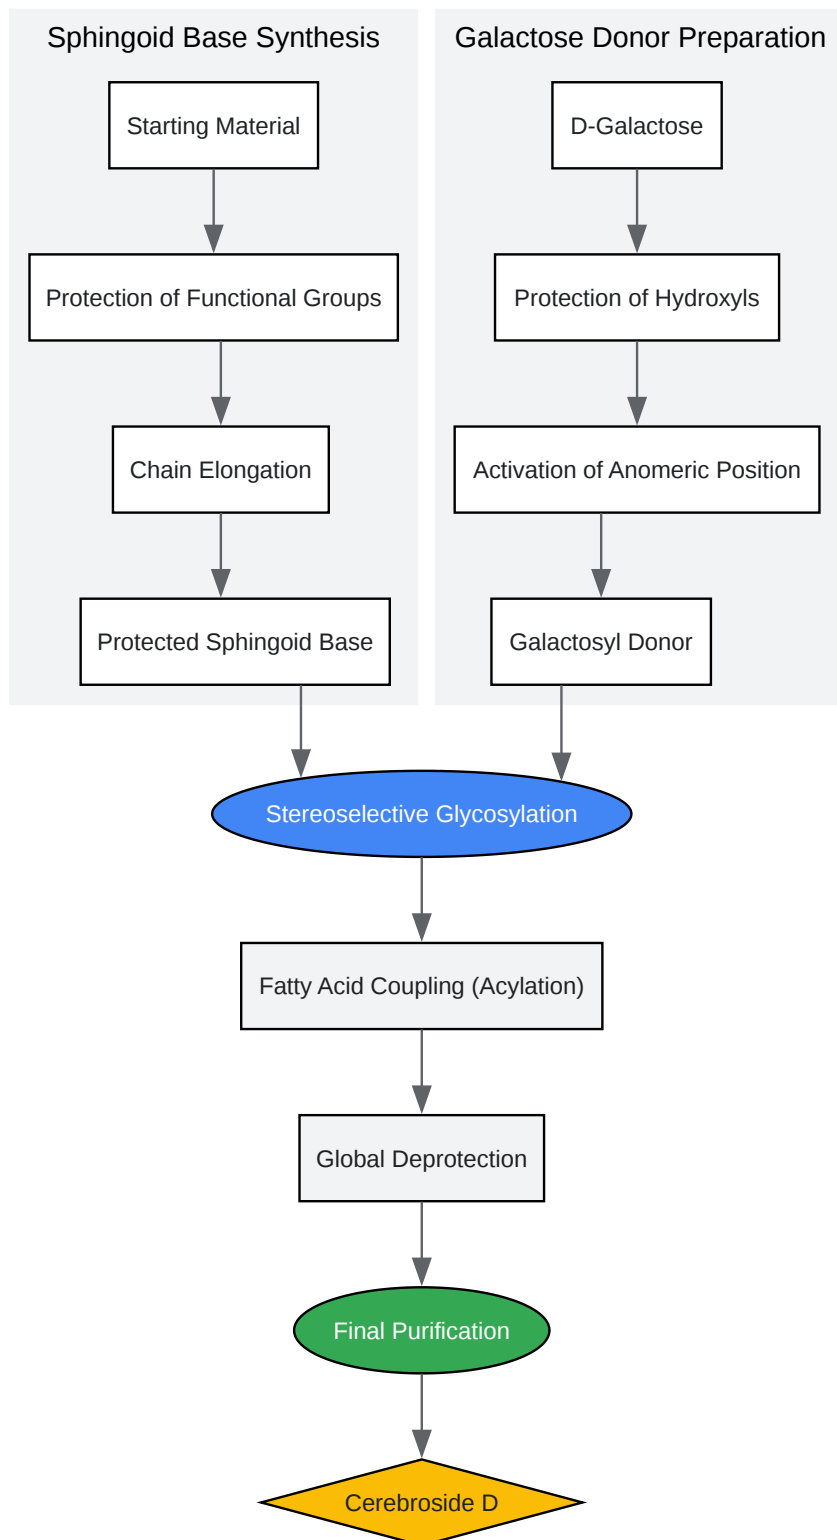 Sphingoid Base Synthesis
Starting Material
Protection of Functional Groups
Chain Elongation
Protected Sphingoid Base
Galactose Donor Preparation
D-Galactose
Protection of Hydroxyls
Activation of Anomeric Position
Galactosyl Donor
Stereoselective Glycosylation
Fatty Acid Coupling (Acylation)
Global Deprotection
Final Purification
Cerebroside D